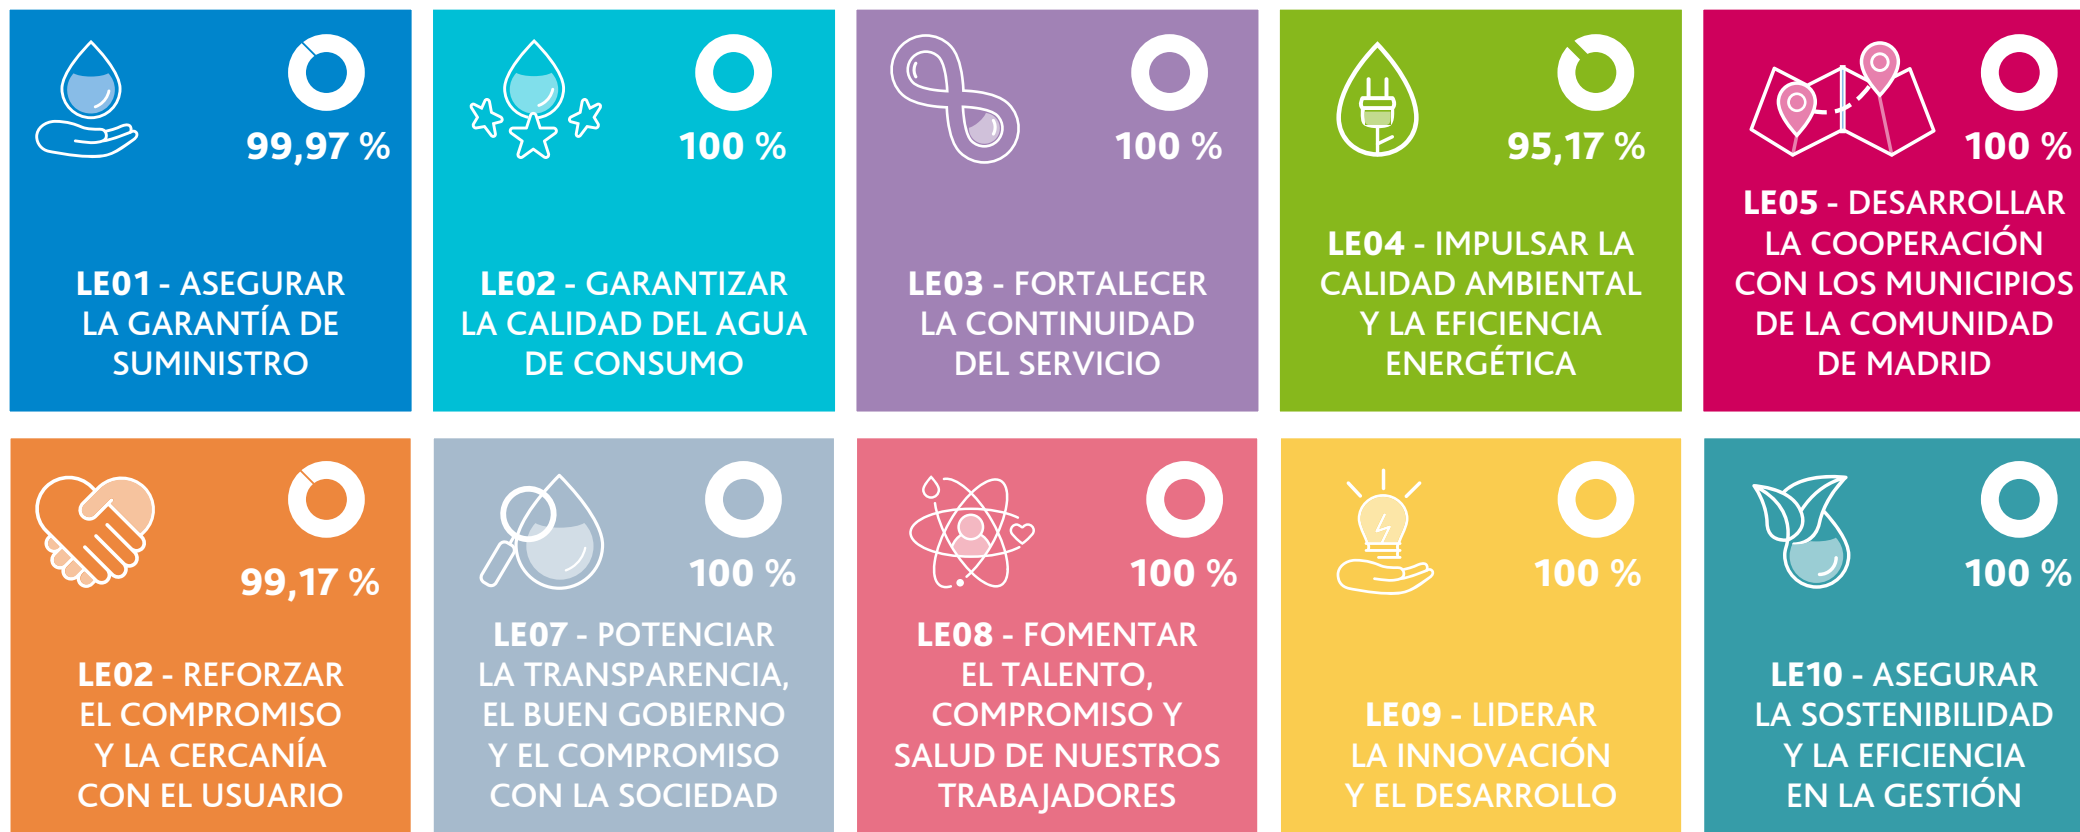 99,97 %
LE01 - ASEGURAR
LA GARANTÍA DE
SUMINISTRO
100 %
LE02 - GARANTIZAR
LA CALIDAD DEL AGUA
DE CONSUMO
100 %
LE03 - FORTALECER
LA CONTINUIDAD
DEL SERVICIO
95,17 %
LE04 - IMPULSAR LA
CALIDAD AMBIENTAL
Y LA EFICIENCIA
ENERGÉTICA
100 %
LE05 - DESARROLLAR
LA COOPERACIÓN
CON LOS MUNICIPIOS
DE LA COMUNIDAD
DE MADRID
99,17 %
LE02 - REFORZAR
EL COMPROMISO
Y LA CERCANÍA
CON EL USUARIO
100 %
LE07 - POTENCIAR
LA TRANSPARENCIA,
EL BUEN GOBIERNO
Y EL COMPROMISO
CON LA SOCIEDAD
100 %
LE08 - FOMENTAR
EL TALENTO,
COMPROMISO Y
SALUD DE NUESTROS
TRABAJADORES
100 %
LE09 - LIDERAR
LA INNOVACIÓN
Y EL DESARROLLO
100 %
LE10 - ASEGURAR
LA SOSTENIBILIDAD
Y LA EFICIENCIA
EN LA GESTIÓN